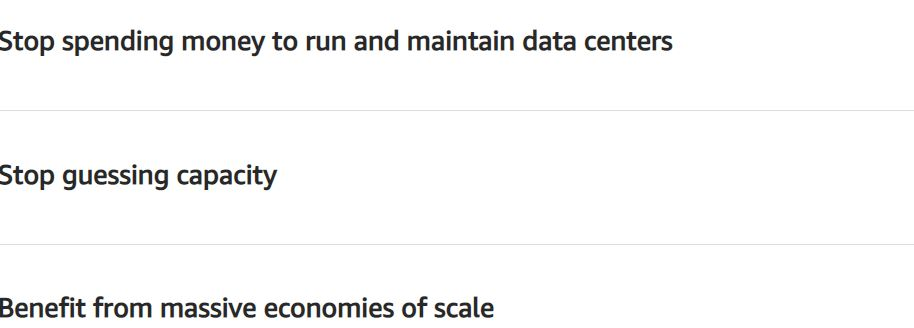 Stop spending money to run and maintain data centers
Stop guessing capacity
Benefit from massive economies of scale